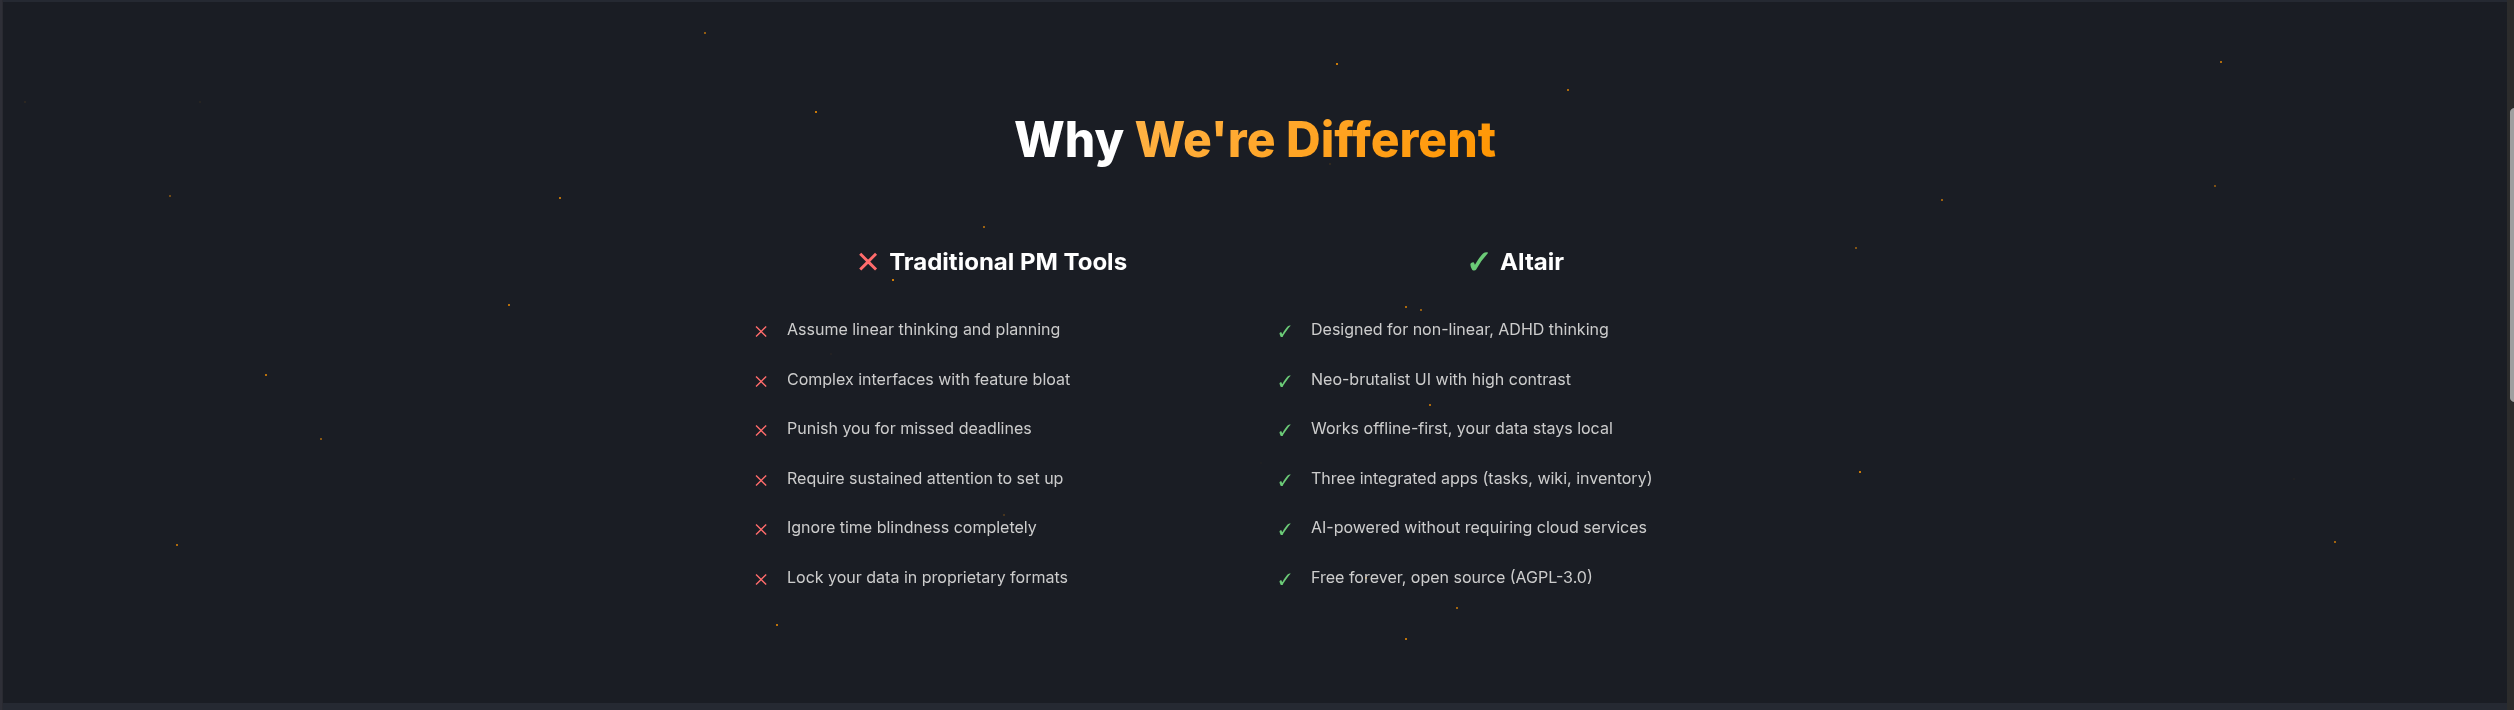 Why We're Different
✕ Traditional PM Tools
✕ Assume linear thinking and planning
✕ Complex interfaces with feature bloat
✕ Punish you for missed deadlines
✕ Require sustained attention to set up
✕ Ignore time blindness completely
✕ Lock your data in proprietary formats
✓ Altair
✓ Designed for non-linear, ADHD thinking
✓ Neo-brutalist UI with high contrast
✓ Works offline-first, your data stays local
✓ Three integrated apps (tasks, wiki, inventory)
✓ AI-powered without requiring cloud services
✓ Free forever, open source (AGPL-3.0)